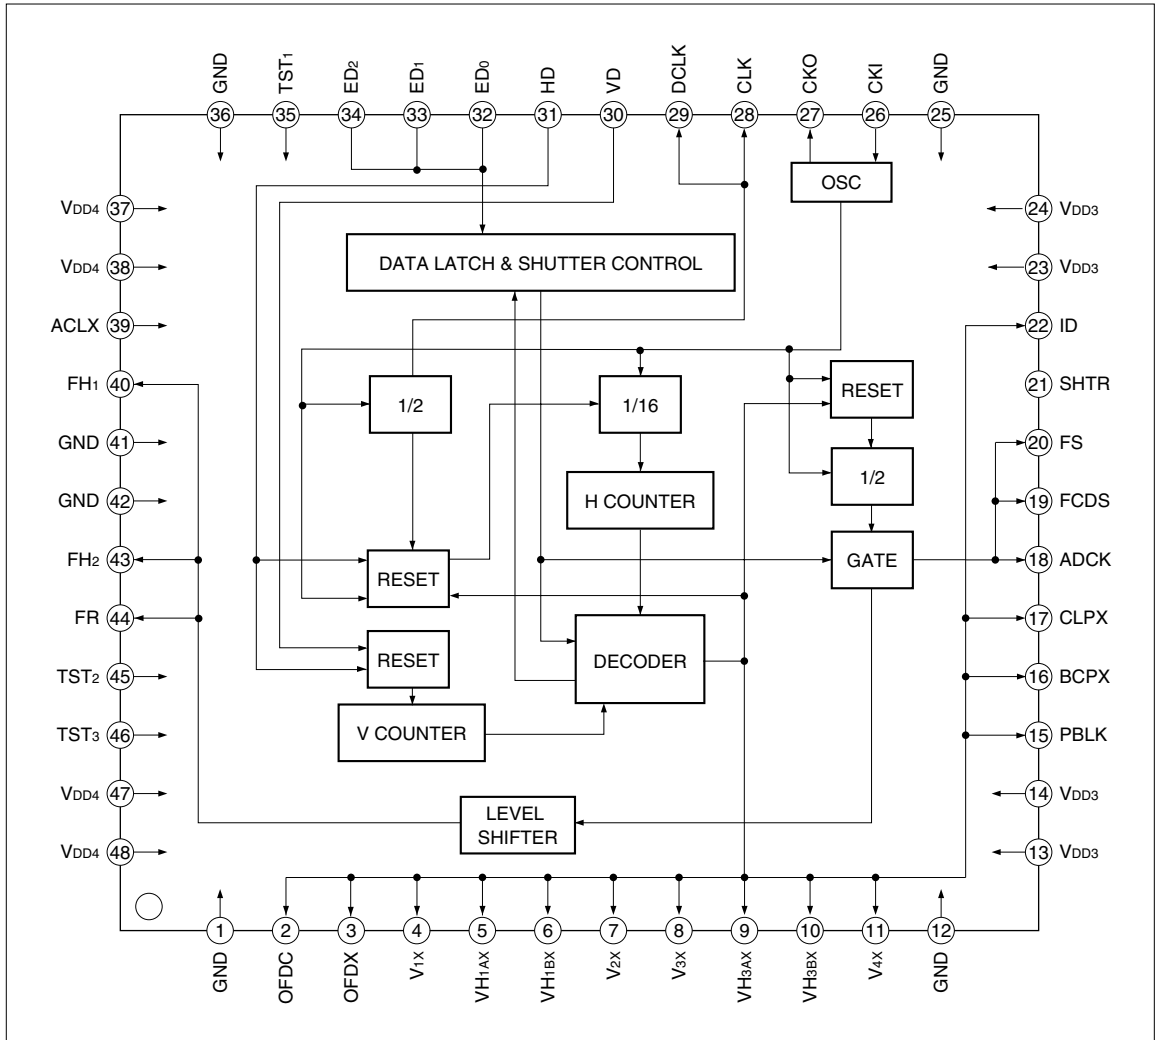 GND TST1 ED2 ED1 ED0 HD VD DCLK CLK CKO CKI GND
36 35 34 33 32 31 30 29 28 27 26 25
OSC
VDD4 37
24 VDD3
DATA LATCH & SHUTTER CONTROL
VDD4 38
23 VDD3
ACLX 39
22 ID
FH1 40
1/2
1/16
RESET
21 SHTR
GND 41
20 FS
1/2
GND 42
H COUNTER
19 FCDS
FH2 43
RESET
GATE
18 ADCK
FR 44
17 CLPX
RESET
DECODER
TST2 45
16 BCPX
TST3 46
V COUNTER
15 PBLK
VDD4 47
14 VDD3
LEVEL
SHIFTER
VDD4 48
13 VDD3
1 2 3 4 5 6 7 8 9 10 11 12
GND OFDC OFDX V1X VH1AX VH1BX V2X V3X VH3AX VH3BX V4X GND